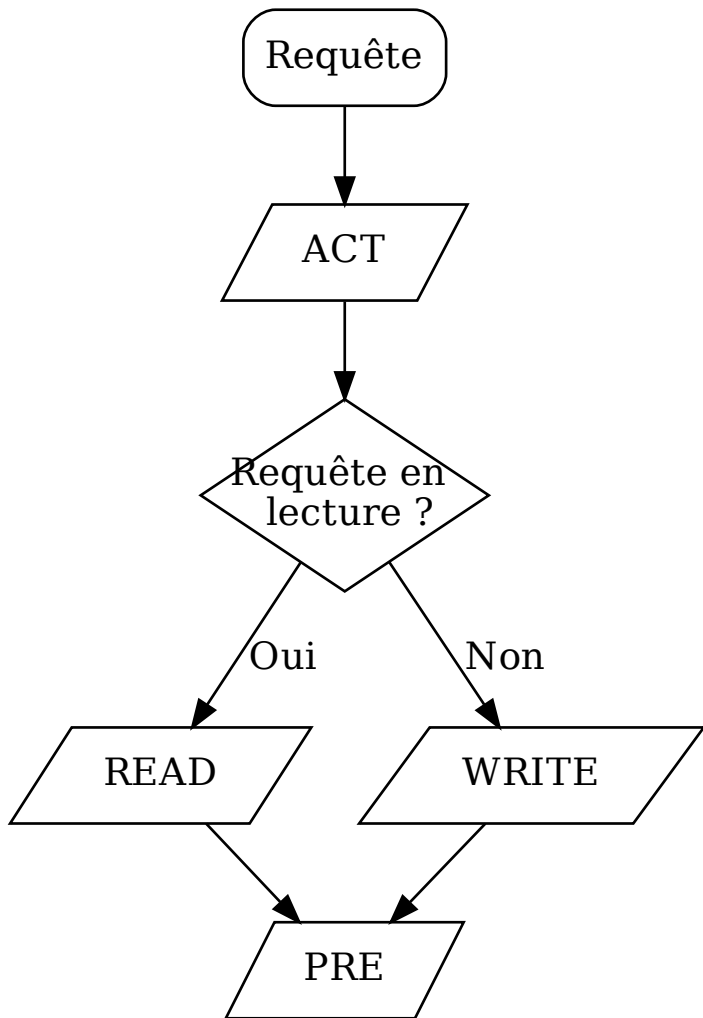 Requête
ACT
Requête en
lecture ?
Oui
Non
READ
WRITE
PRE